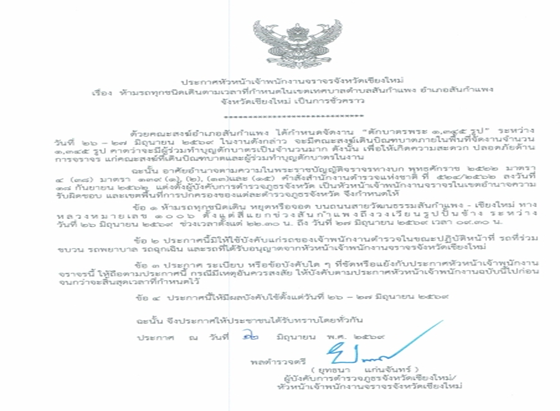 ประกาศหัวหน้าเจ้าพนักงานจราจรจังหวัดเชียงใหม่
เรื่อง ห้ามรถทุกชนิดเดินตามเวลาที่กำหนดในเขตเทศบาลตำบลสันกำแพง อำเภอสันกำแพง
จังหวัดเชียงใหม่ เป็นการชั่วคราว
ด้วยคณะสงฆ์อำเภอสันกำแพง ได้กำหนดจัดงาน "ตักบาตรพระ ๑,๓๔๕ รูป" ระหว่าง
วันที่ ๒๖ – ๒๗ มิถุนายน ๒๕๖๙ ในงานดังกล่าว จะมีคณะสงฆ์เดินบิณฑบาตภายในพื้นที่จัดงานจำนวน
๑,๓๔๕ รูป คาดว่าจะมีผู้ร่วมทำบุญตักบาตรเป็นจำนวนมาก ดังนั้น เพื่อให้เกิดความสะดวก ปลอดภัยด้าน
การจราจร แก่คณะสงฆ์ที่เดินบิณฑบาตและผู้ร่วมทำบุญตักบาตรในงาน
ฉะนั้น อาศัยอำนาจตามความในพระราชบัญญัติจราจรทางบก พุทธศักราช ๒๕๒๒ มาตรา
๔ (๓๘) มาตรา ๑๓๙ (๑), (๒), (๑๓)และ (๑๕) คำสั่งสำนักงานตำรวจแห่งชาติ ที่ ๕๒๔/๒๕๖๒ ลงวันที่
กันยายน ๒๕๖๒ แต่งตั้งผู้บังคับการตำรวจภูธรจังหวัด เป็นหัวหน้าเจ้าพนักงานจราจรในเขตอำนาจความ
รับผิดชอบ และเขตพื้นที่การปกครองของแต่ละตำรวจภูธรจังหวัด จึงกำหนดให้
ข้อ ๑ ห้ามรถทุกชนิดเดิน หยุดหรือจอด บนถนนสายวัฒนธรรมสันกำแพง - เชียงใหม่ ทาง
หลวงหมายเลข ๑๐๐๖ ตั้งแต่สี่แยกช่วงสันกำแพงถึงวงเวียนรูปปั้นช้าง ระหว่าง
วันที่ ๒๖ มิถุนายน ๒๕๖๙ ช่วงเวลาตั้งแต่ ๒๒.๓๐ น. ถึง วันที่ ๒๗ มิถุนายน ๒๕๖๙ เวลา ๐๙.๓๐ น.
ข้อ ๒ ประกาศนี้มิให้ใช้บังคับแก่รถของเจ้าพนักงานตำรวจในขณะปฏิบัติหน้าที่ รถที่ร่วม
ขบวน รถพยาบาล รถฉุกเฉิน และรถที่ได้รับอนุญาตจากหัวหน้าเจ้าพนักงานจราจรจังหวัดเชียงใหม่
ข้อ ๓ ประกาศ ระเบียบ หรือข้อบังคับใด ๆ ที่ขัดหรือแย้งกับประกาศหัวหน้าเจ้าพนักงาน
จราจรนี้ ให้ถือตามประกาศนี้ กรณีมีเหตุอันควรสงสัย ให้บังคับตามประกาศหัวหน้าเจ้าพนักงานฉบับนี้ไปก่อน
จนกว่าจะสิ้นสุดเวลาที่กำหนดไว้
ข้อ ๔ ประกาศนี้ให้มีผลบังคับใช้ตั้งแต่วันที่ ๒๖ – ๒๗ มิถุนายน ๒๕๖๙
ฉะนั้น จึงประกาศให้ประชาชนได้รับทราบโดยทั่วกัน
ประกาศ ณ วันที่ มิถุนายน พ.ศ. ๒๕๖๙
พลตำรวจตรี
( ยุทธนา แก่นจันทร์ )
ผู้บังคับการตำรวจภูธรจังหวัดเชียงใหม่/
หัวหน้าเจ้าพนักงานจราจรจังหวัดเชียงใหม่